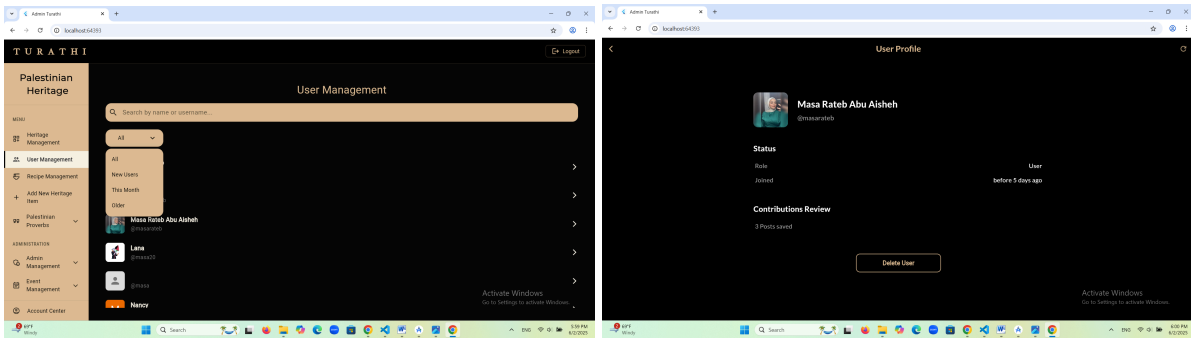 Admin Turathi
localhost:64393
TURATHI
Logout
Palestinian
Heritage
MENU
Heritage
Management
User Management
Recipe Management
Add New Heritage
Item
Palestinian
Proverbs
ADMINISTRATION
Admin
Management
Event
Management
Account Center
User Management
Search by name or username...
All
All
New Users
This Month
Older
Masa Rateb Abu Aisheh
@masarateb
Lana
@masa20
@masa
Nancy
Activate Windows
Go to Settings to activate Windows.
69°F
Windy
Search
ENG
5:59 PM
6/2/2025
Admin Turathi
localhost:64393
User Profile
Masa Rateb Abu Aisheh
@masarateb
Status
Role User
Joined before 5 days ago
Contributions Review
3 Posts saved
Delete User
Activate Windows
Go to Settings to activate Windows.
69°F
Windy
Search
ENG
6:00 PM
6/2/2025